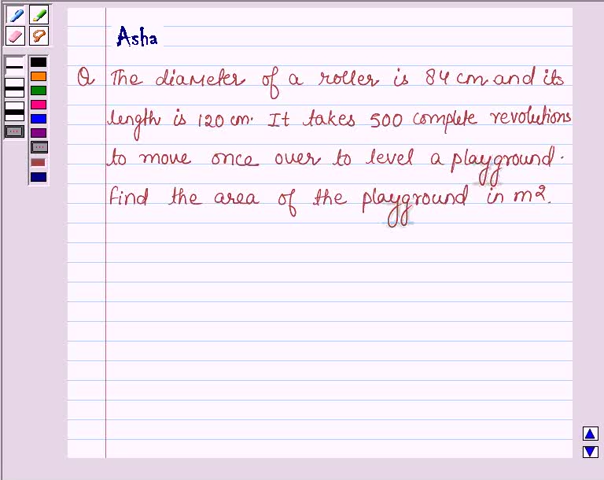 Asha
Q The diameter of a roller is 84 cm and its
length is 120 cm. It takes 500 complete revolutions
to move once over to level a playground.
Find the area of the playground in m2.